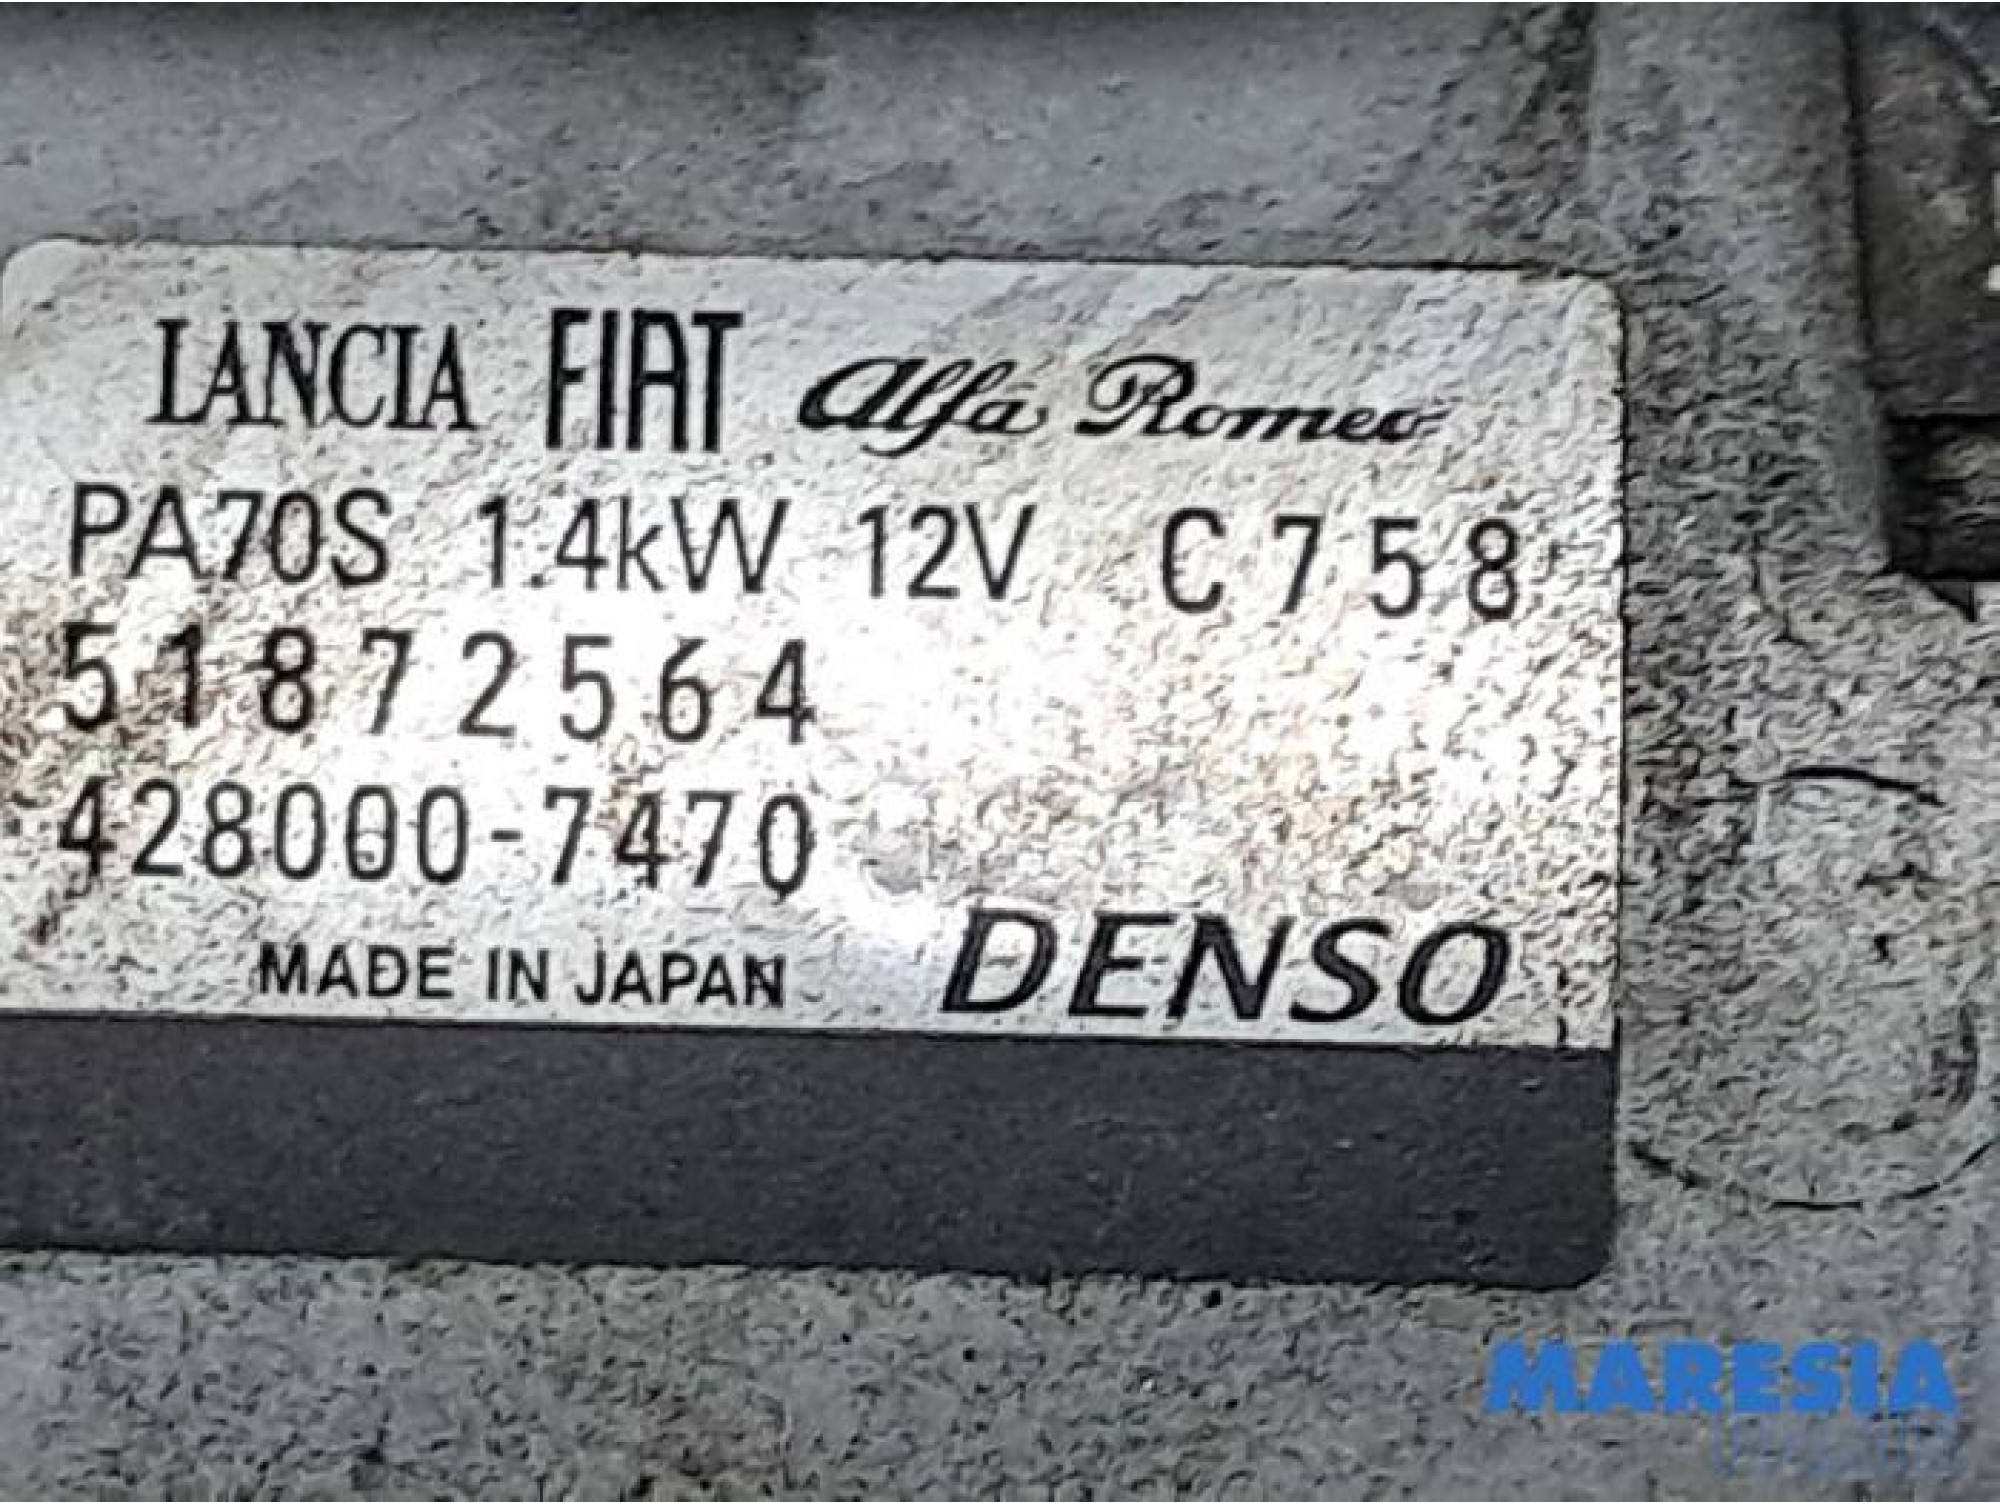 LANCIA FIAT Alfa Romeo
PA70S 1.4kW 12V C758
51872564
428000-7470
MADE IN JAPAN DENSO
MARESIA